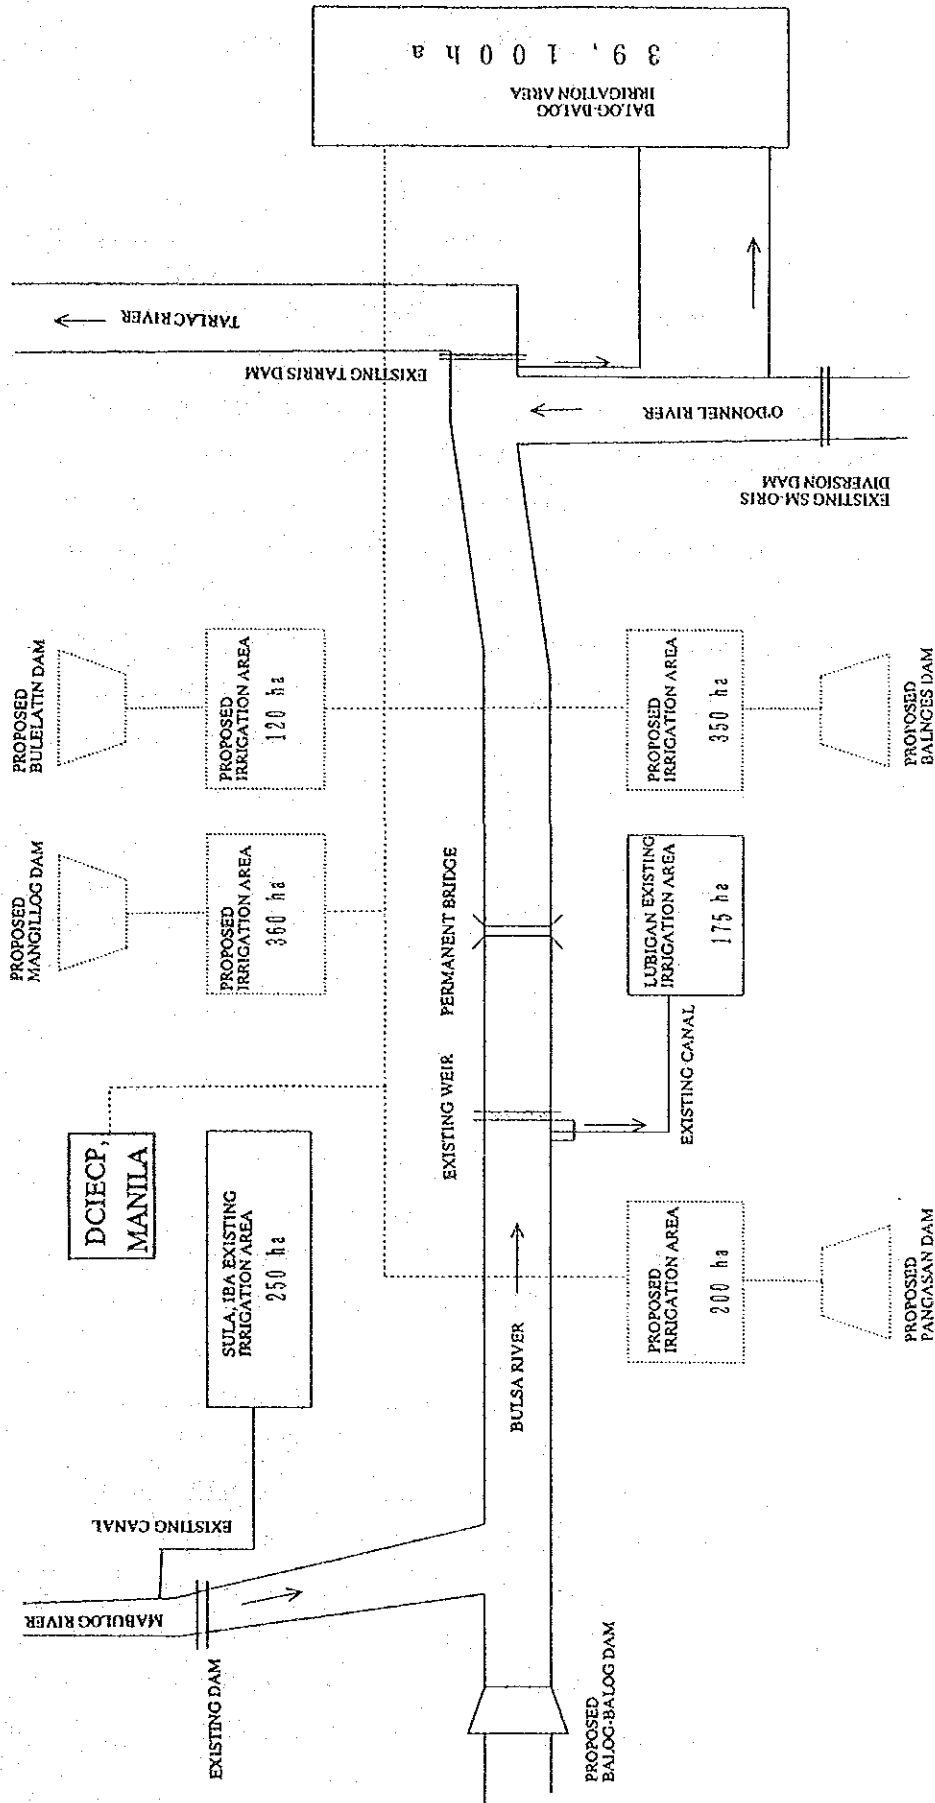 PROPOSED
BULELATIN DAM
PROPOSED
MANGILLOG DAM
DCIECP,
MANILA
MABULOG RIVER
EXISTING CANAL
EXISTING DAM
SULA, IBA EXISTING
IRRIGATION AREA
250 ha
PROPOSED
IRRIGATION AREA
360 ha
PROPOSED
IRRIGATION AREA
120 ha
TARLAC RIVER
EXISTING TARRIS DAM
BALOG-BALOG
IRRIGATION AREA
39,100ha
EXISTING WEIR
PERMANENT BRIDGE
BULSA RIVER
PROPOSED
BALOG-BALOG DAM
PROPOSED
IRRIGATION AREA
200 ha
PROPOSED
PANGASAN DAM
EXISTING CANAL
LUBIGAN EXISTING
IRRIGATION AREA
175 ha
PROPOSED
IRRIGATION AREA
350 ha
PROPOSED
BALNGES DAM
O'DONNEL RIVER
EXISTING SM-ORIS
DIVERSION DAM